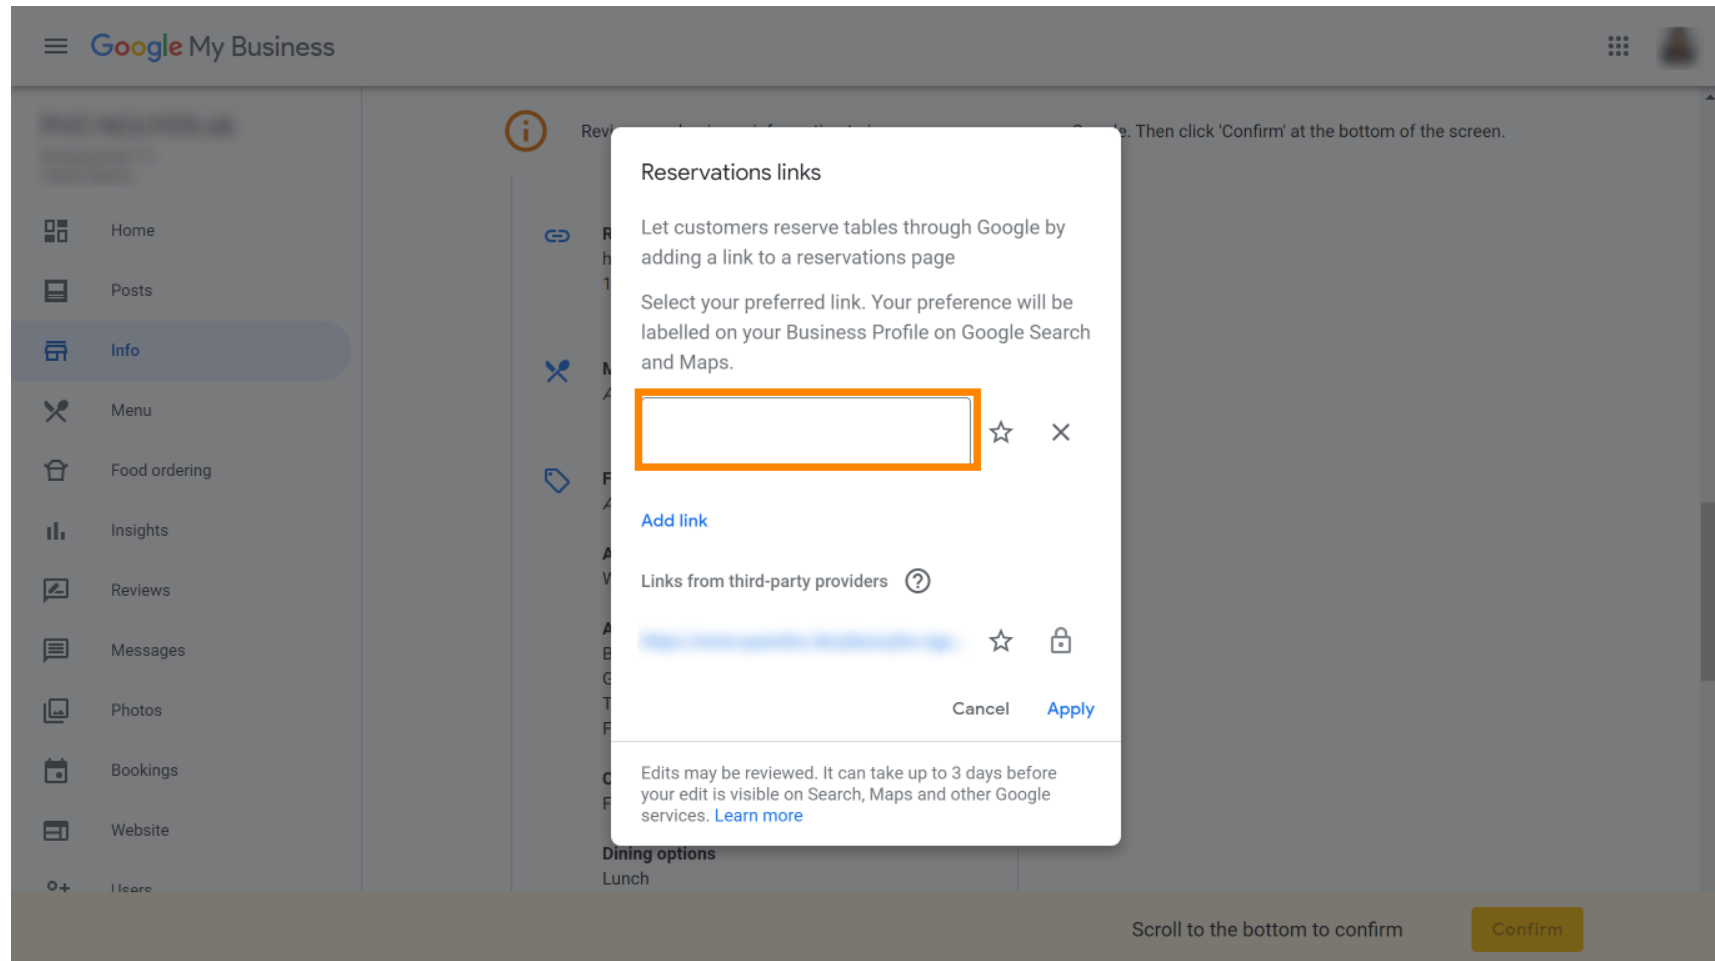 Google My Business
Review
Google. Then click 'Confirm' at the bottom of the screen.
Home
Posts
Info
Menu
Food ordering
Insights
Reviews
Messages
Photos
Bookings
Website
Users
Reservations links
Let customers reserve tables through Google by
adding a link to a reservations page
Select your preferred link. Your preference will be
labelled on your Business Profile on Google Search
and Maps.
Add link
Links from third-party providers
Cancel Apply
Edits may be reviewed. It can take up to 3 days before
your edit is visible on Search, Maps and other Google
services. Learn more
Dining options
Lunch
Scroll to the bottom to confirm
Confirm